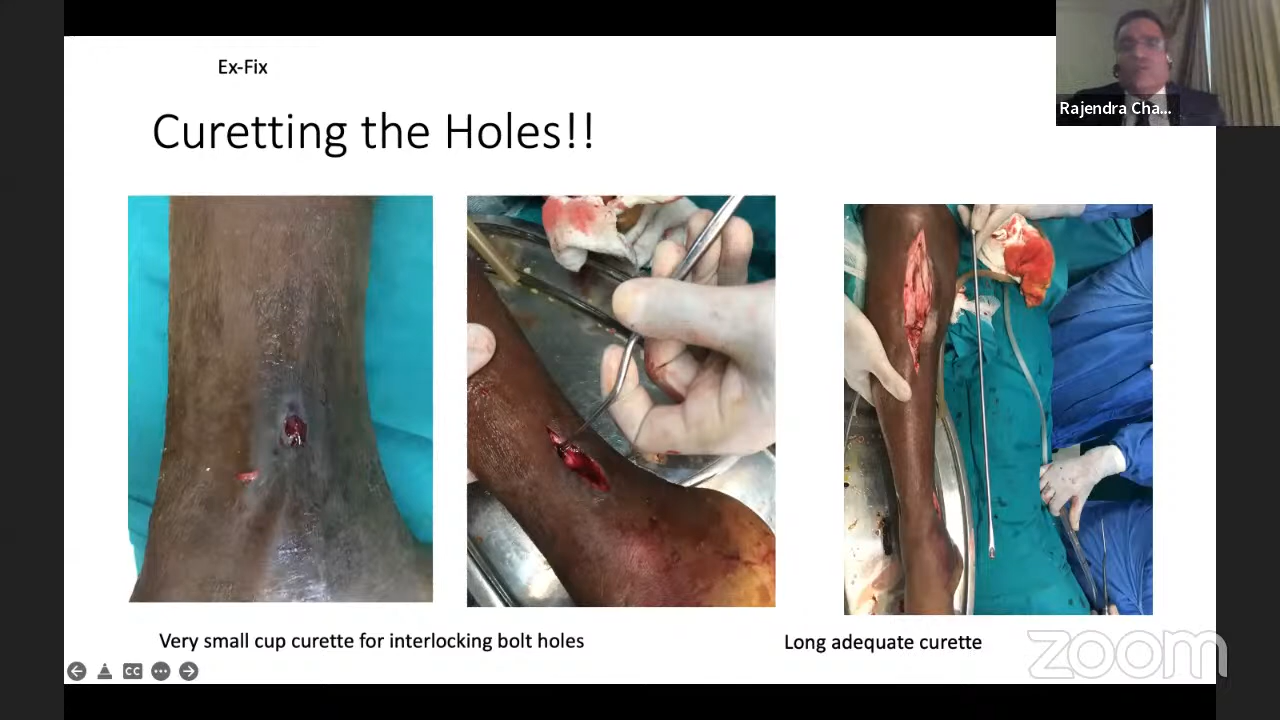 Ex-Fix
Rajendra Cha...
Curetting the Holes!!
Very small cup curette for interlocking bolt holes
Long adequate curette
CC
zoom